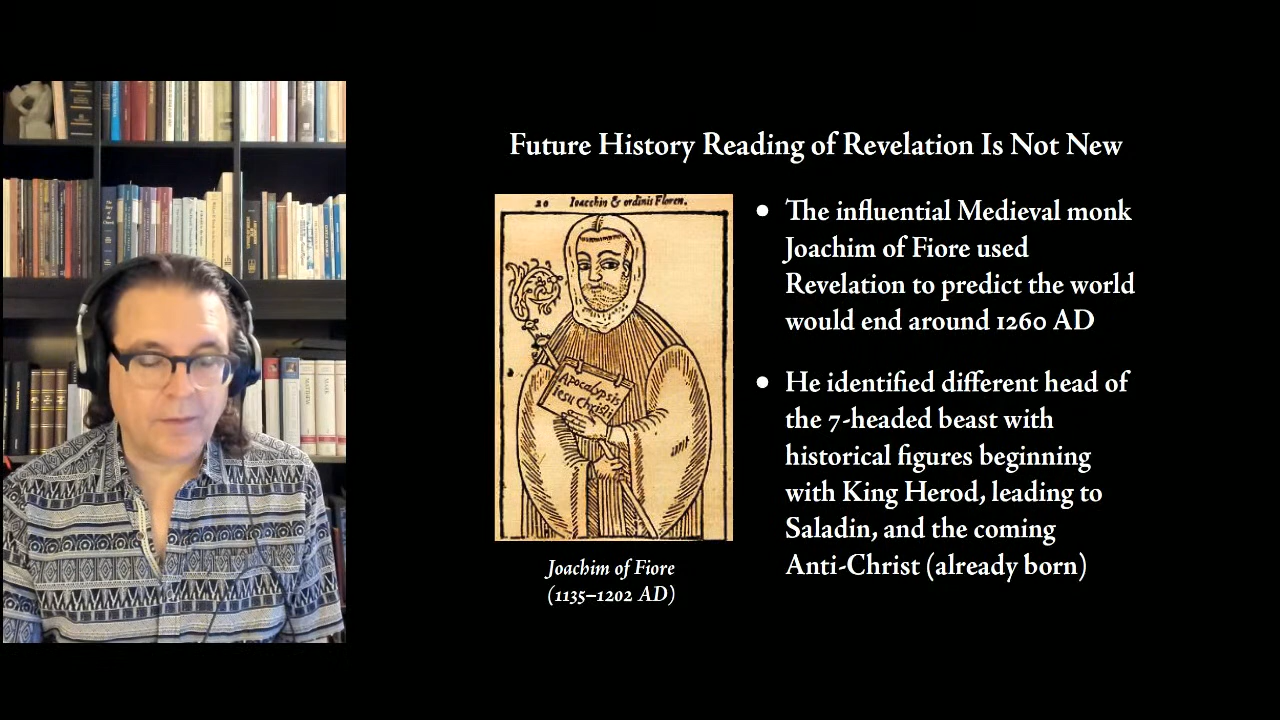 Future History Reading of Revelation Is Not New
20 Ioacchin & ordinis Floren.
Apocalypsis
iesu Christi
Joachim of Fiore
(1135–1202 AD)
• The influential Medieval monk
Joachim of Fiore used
Revelation to predict the world
would end around 1260 AD
• He identified different head of
the 7-headed beast with
historical figures beginning
with King Herod, leading to
Saladin, and the coming
Anti-Christ (already born)